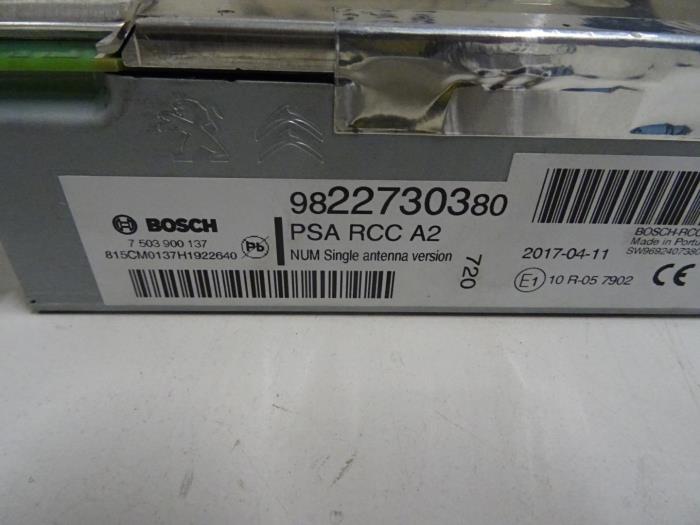 BOSCH
7 503 900 137
815CM0137H1922640
Pb
9822730380
PSA RCC A2
NUM Single antenna version
720
2017-04-11
E1 10 R-05 7902
BOSCH-RCC
Made in Portu
CE